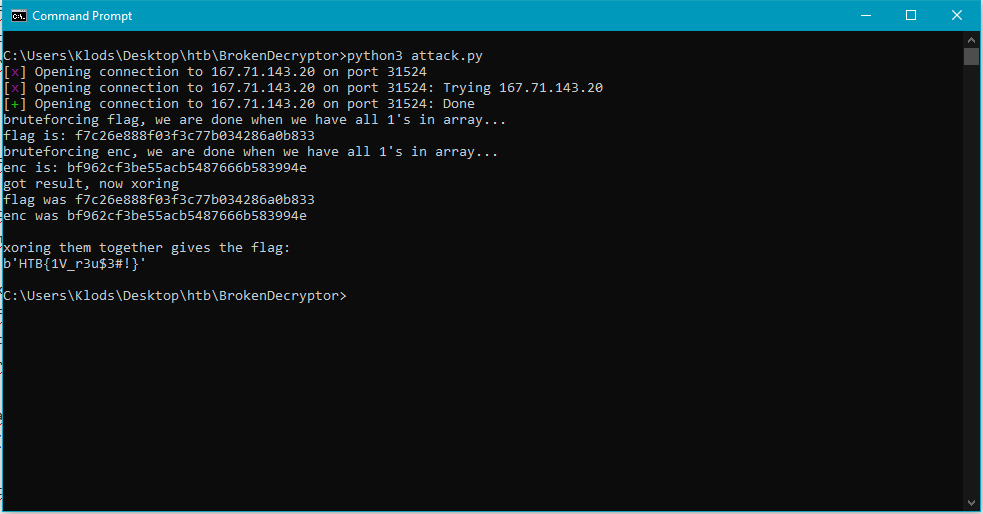 Command Prompt
C:\Users\Klods\Desktop\htb\BrokenDecryptor>python3 attack.py
[x] Opening connection to 167.71.143.20 on port 31524
[x] Opening connection to 167.71.143.20 on port 31524: Trying 167.71.143.20
[+] Opening connection to 167.71.143.20 on port 31524: Done
bruteforcing flag, we are done when we have all 1's in array...
flag is: f7c26e888f03f3c77b034286a0b833
bruteforcing enc, we are done when we have all 1's in array...
enc is: bf962cf3be55acb5487666b583994e
got result, now xoring
flag was f7c26e888f03f3c77b034286a0b833
enc was bf962cf3be55acb5487666b583994e
xoring them together gives the flag:
b'HTB{1V_r3u$3#!}'
C:\Users\Klods\Desktop\htb\BrokenDecryptor>